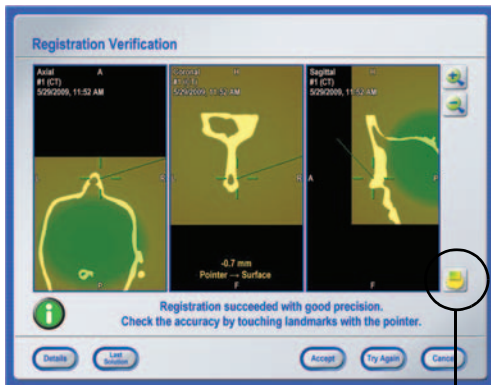 Registration Verification
Axial
A
#1 (CT)
5/29/2009, 11:52 AM
L
R
P
Coronal
H
#1 (CT)
5/29/2009, 11:52 AM
L
R
-0.7 mm
Pointer → Surface
F
Sagittal
H
#1 (CT)
5/29/2009, 11:52 AM
A
P
F
Registration succeeded with good precision.
Check the accuracy by touching landmarks with the pointer.
Details
Last
Solution
Accept
Try Again
Cancel